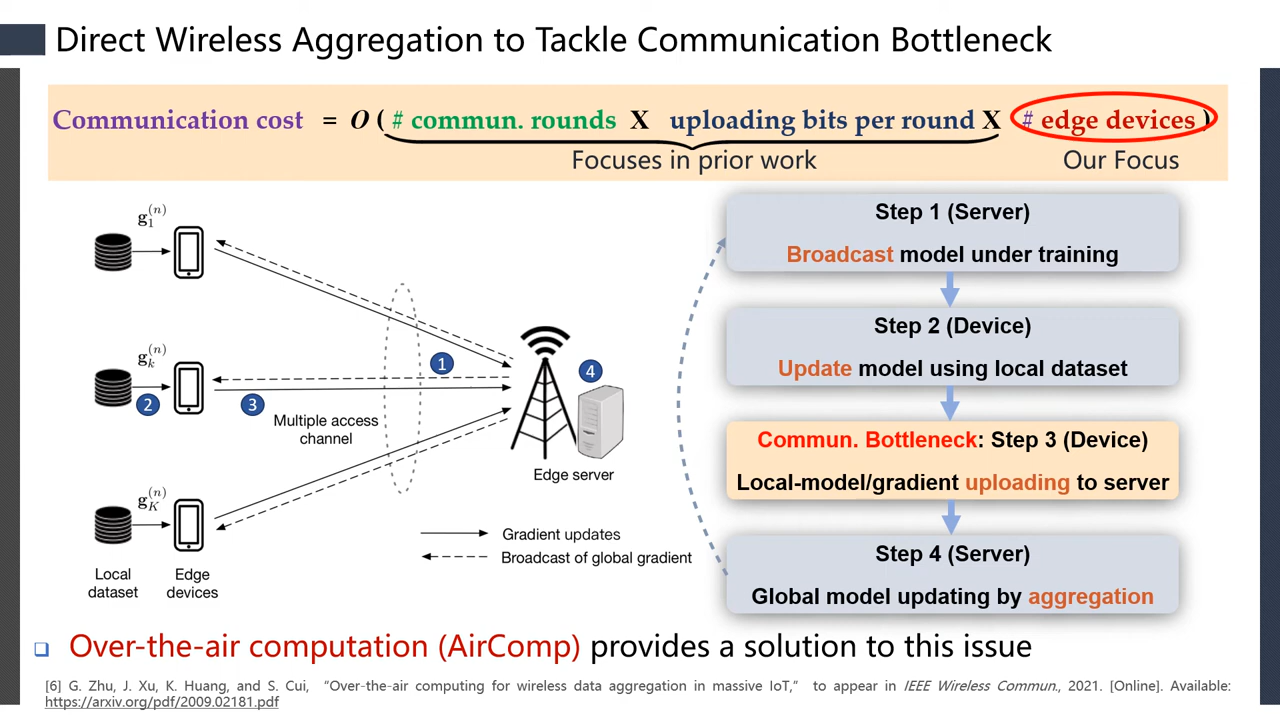 Direct Wireless Aggregation to Tackle Communication Bottleneck
Communication cost = O ( # commun. rounds X uploading bits per round X # edge devices )
Focuses in prior work
Our Focus
g_1^{(n)}
g_k^{(n)}
g_K^{(n)}
1
2
3
4
Multiple access
channel
Edge server
Gradient updates
Broadcast of global gradient
Local
dataset
Edge
devices
Step 1 (Server)
Broadcast model under training
Step 2 (Device)
Update model using local dataset
Commun. Bottleneck: Step 3 (Device)
Local-model/gradient uploading to server
Step 4 (Server)
Global model updating by aggregation
Over-the-air computation (AirComp) provides a solution to this issue
[6] G. Zhu, J. Xu, K. Huang, and S. Cui, “Over-the-air computing for wireless data aggregation in massive IoT,” to appear in IEEE Wireless Commun., 2021. [Online]. Available:
https://arxiv.org/pdf/2009.02181.pdf